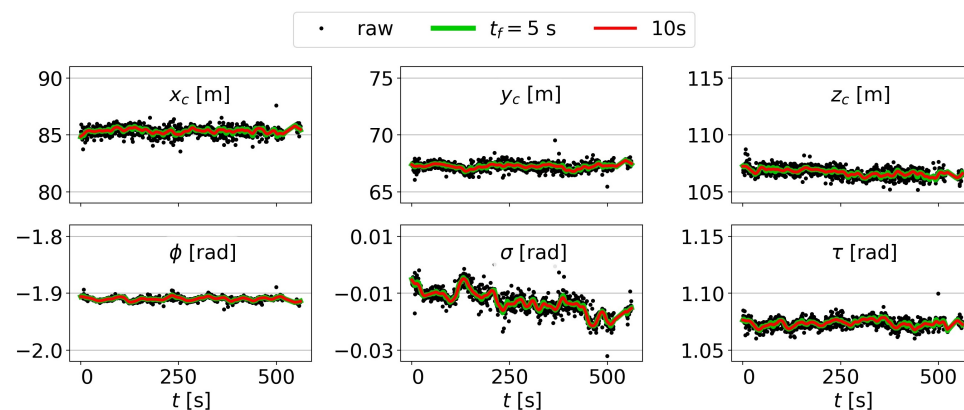 raw t_f = 5 s 10s
90 75 115
x_c [m] y_c [m] z_c [m]
85 70 110
80 65 105
−1.8 0.01 1.15
ϕ [rad] σ [rad] τ [rad]
−1.9 −0.01 1.10
−2.0 −0.03 1.05
0 250 500 0 250 500 0 250 500
t [s] t [s] t [s]